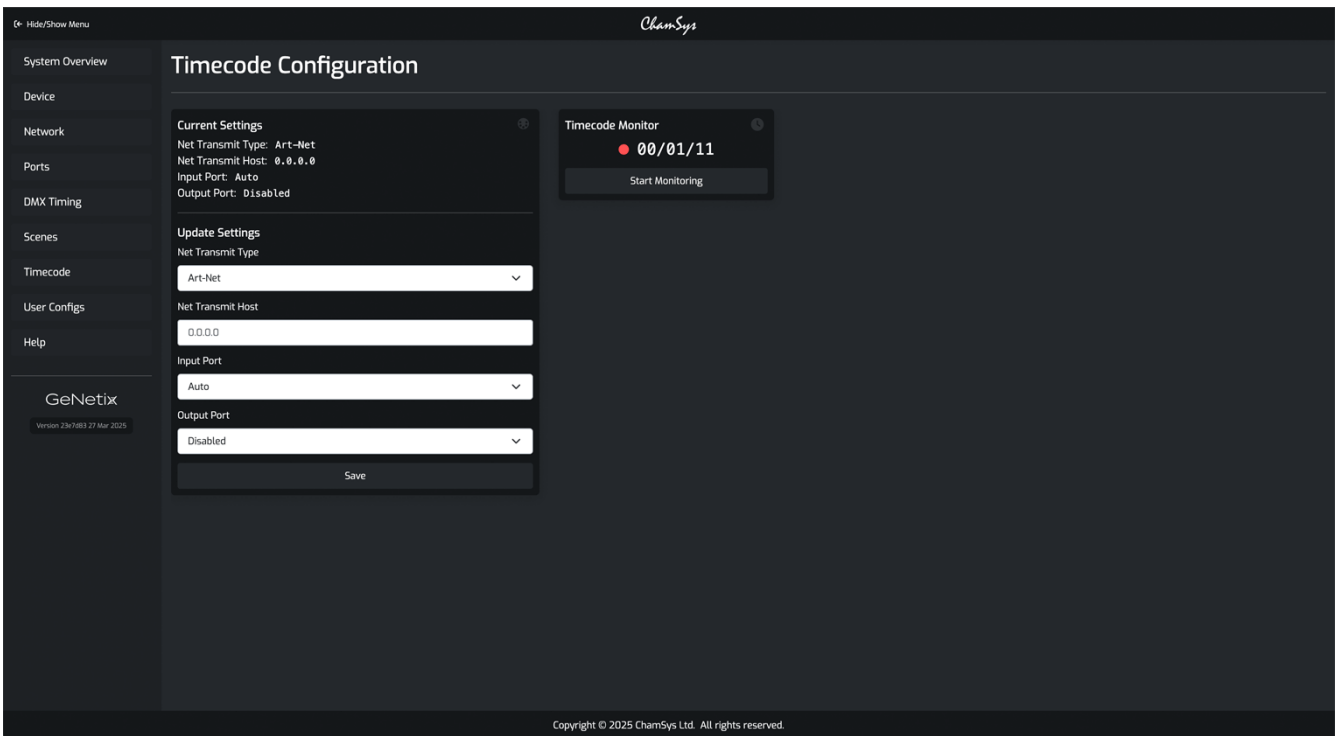 Hide/Show Menu
ChamSys
System Overview
Device
Network
Ports
DMX Timing
Scenes
Timecode
User Configs
Help
GeNetix
Version 23e7d83 27 Mar 2025
Timecode Configuration
Current Settings
Net Transmit Type: Art-Net
Net Transmit Host: 0.0.0.0
Input Port: Auto
Output Port: Disabled
Update Settings
Net Transmit Type
Art-Net
Net Transmit Host
0.0.0.0
Input Port
Auto
Output Port
Disabled
Save
Timecode Monitor
00/01/11
Start Monitoring
Copyright © 2025 ChamSys Ltd. All rights reserved.